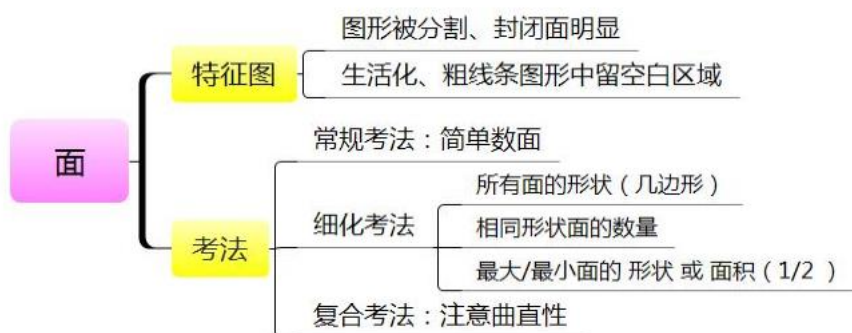 面
特征图
图形被分割、封闭面明显
生活化、粗线条图形中留空白区域
考法
常规考法：简单数面
细化考法
所有面的形状（几边形）
相同形状面的数量
最大/最小面的 形状 或 面积（1/2 ）
复合考法：注意曲直性